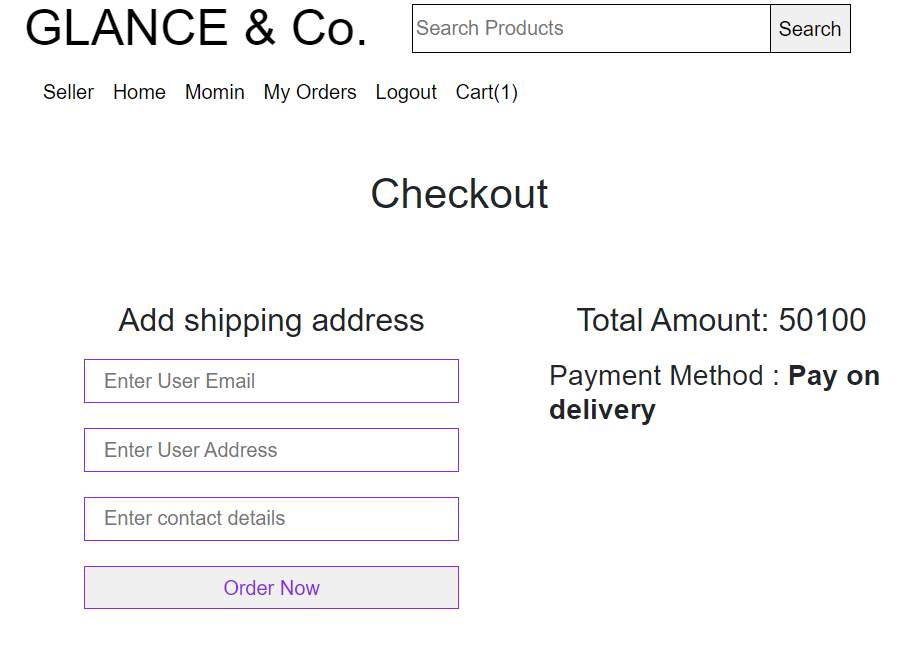 GLANCE & Co.
Search Products
Search
Seller Home Momin My Orders Logout Cart(1)
Checkout
Add shipping address
Enter User Email
Enter User Address
Enter contact details
Order Now
Total Amount: 50100
Payment Method : Pay on
delivery